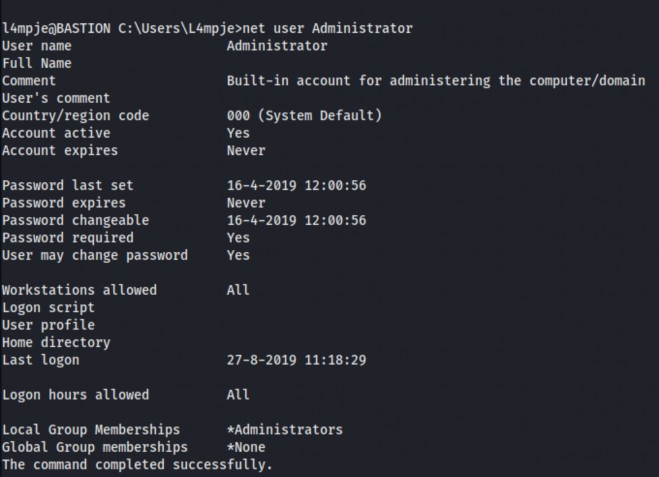 l4mpje@BASTION C:\Users\L4mpje>net user Administrator
User name                    Administrator
Full Name
Comment                      Built-in account for administering the computer/domain
User's comment
Country/region code          000 (System Default)
Account active               Yes
Account expires              Never

Password last set            16-4-2019 12:00:56
Password expires             Never
Password changeable          16-4-2019 12:00:56
Password required            Yes
User may change password     Yes

Workstations allowed         All
Logon script
User profile
Home directory
Last logon                   27-8-2019 11:18:29

Logon hours allowed          All

Local Group Memberships      *Administrators
Global Group memberships     *None
The command completed successfully.